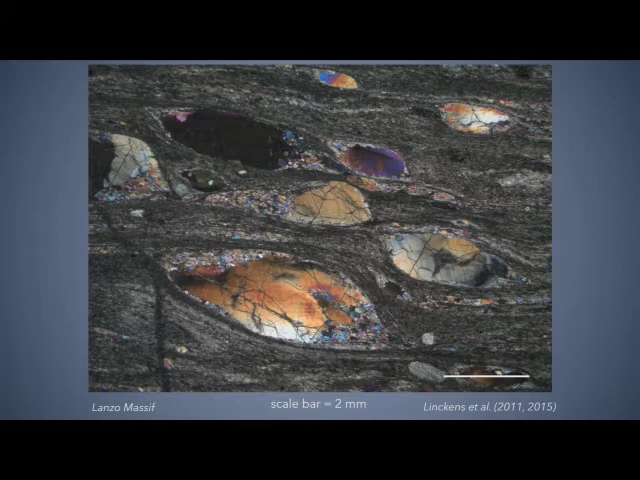 Lanzo Massif
scale bar = 2 mm
Linckens et al. (2011, 2015)